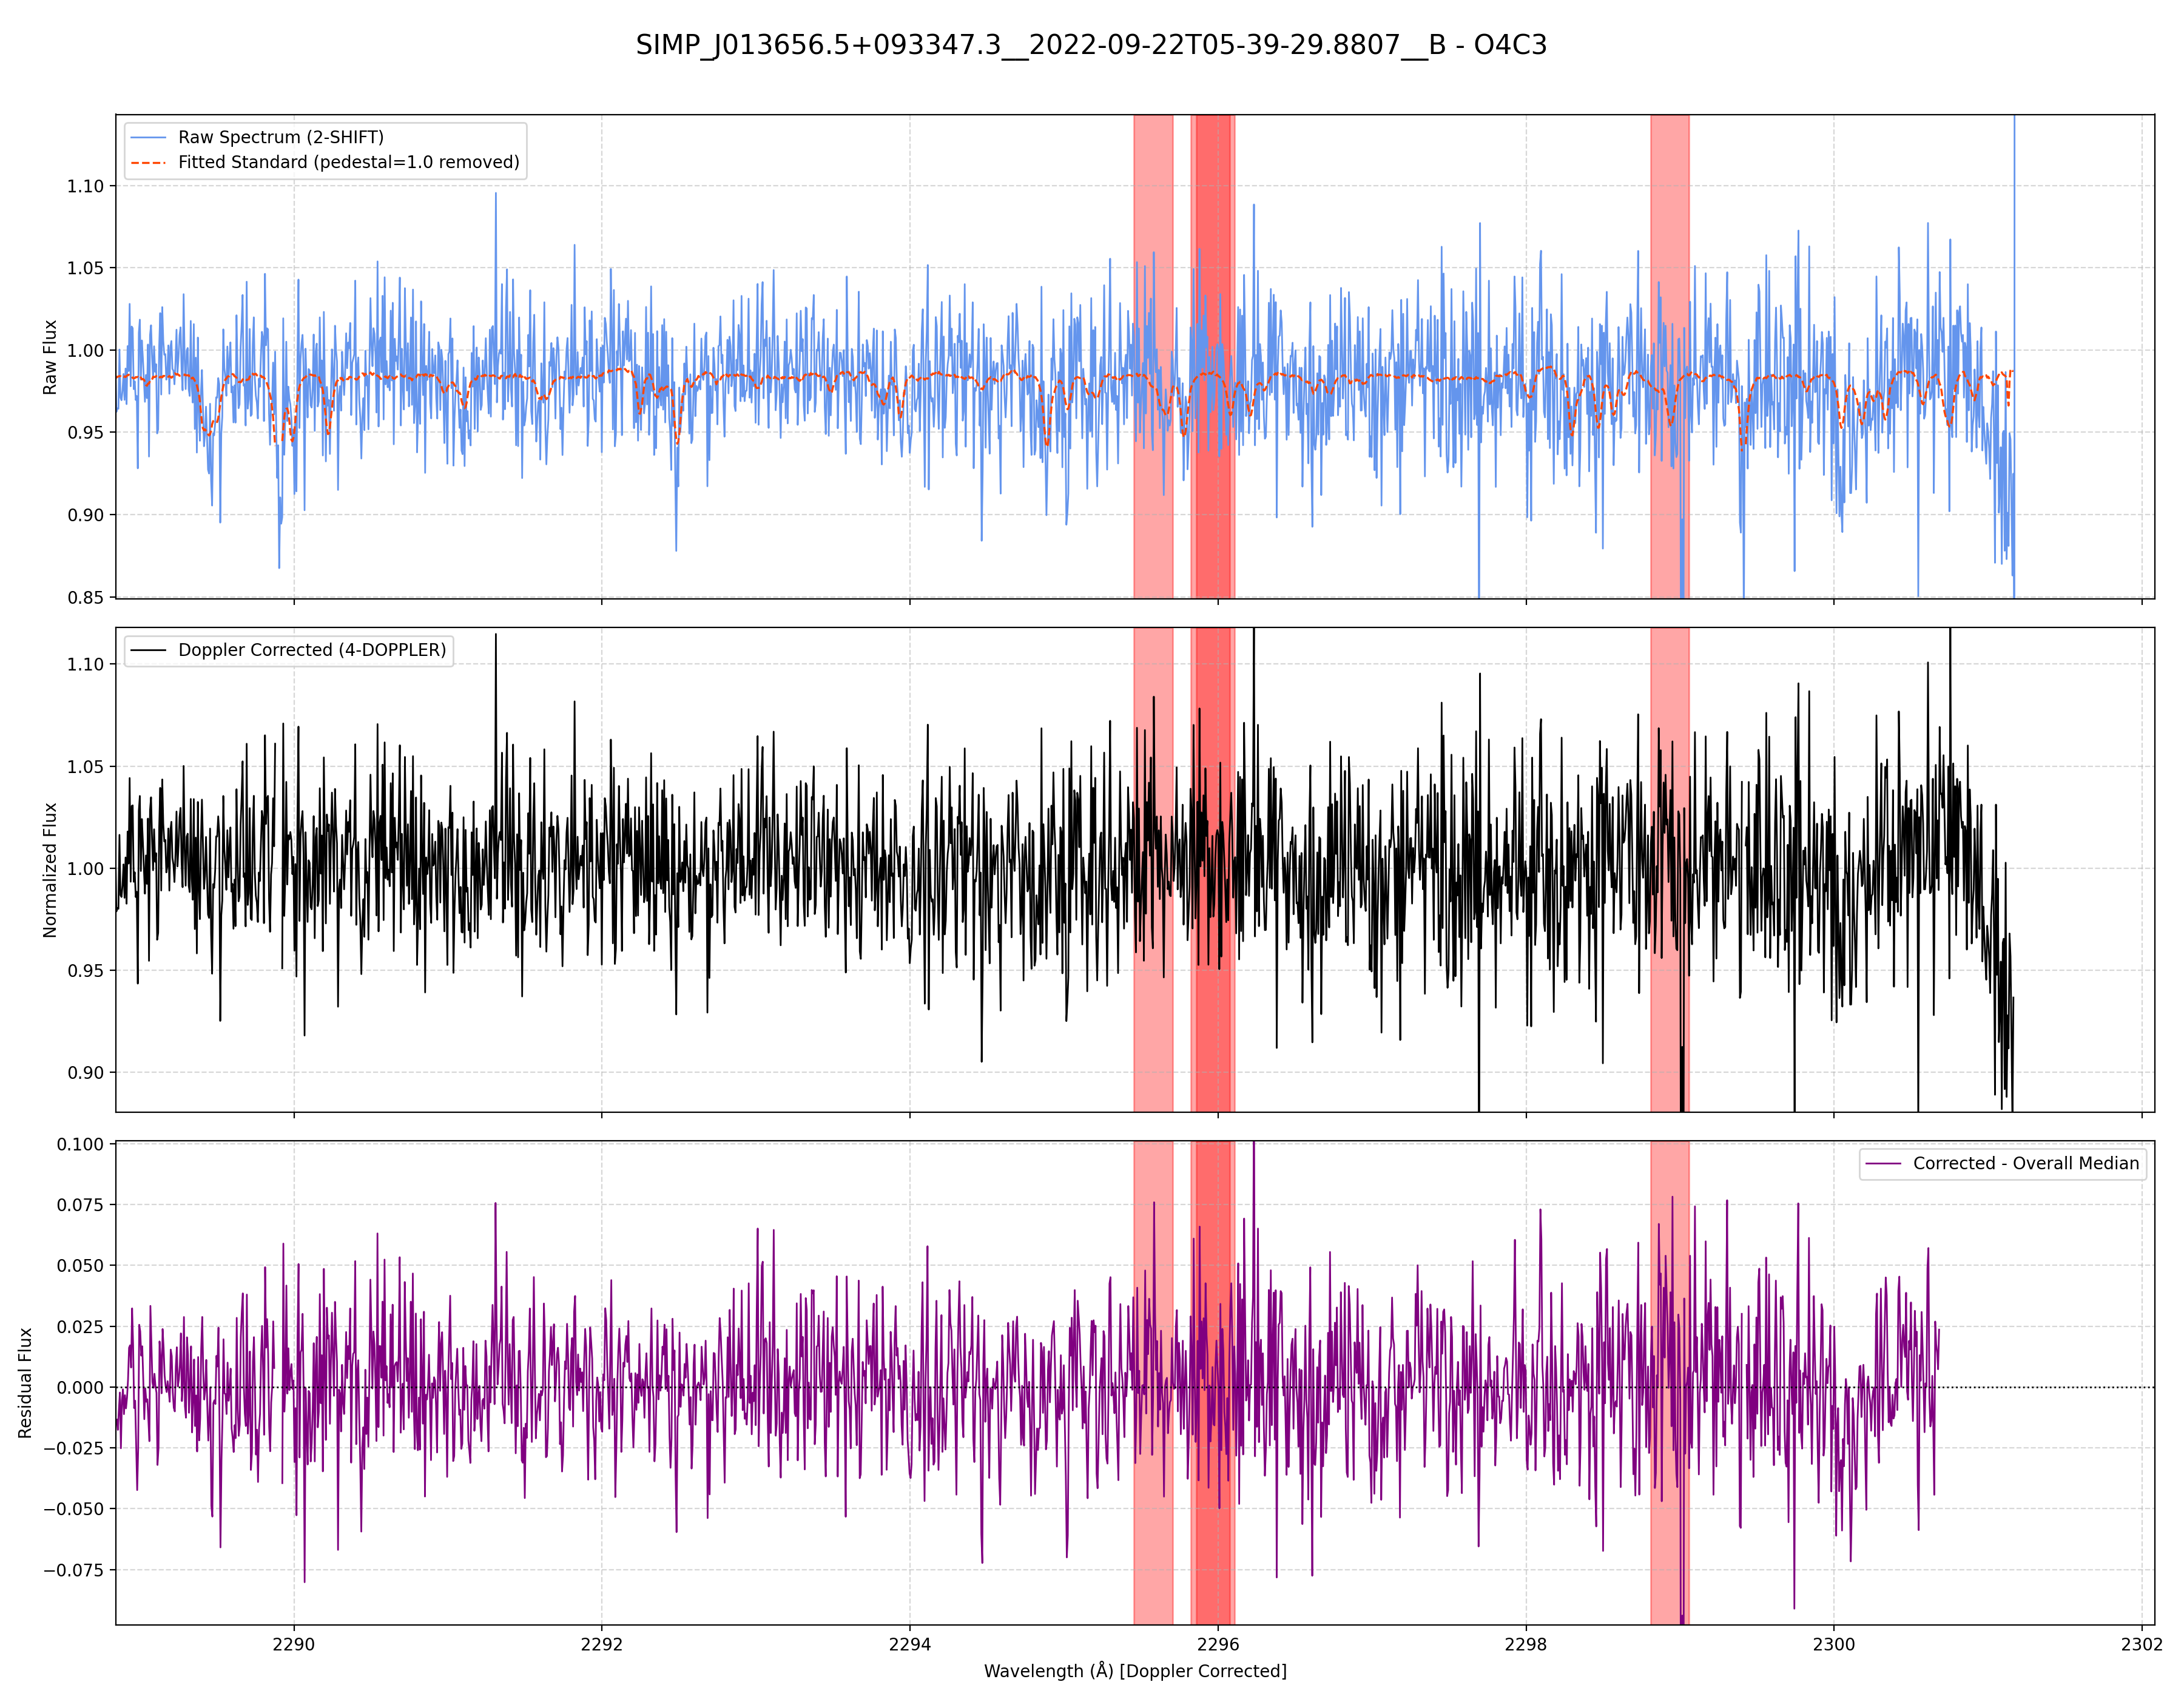 SIMP_J013656.5+093347.3__2022-09-22T05-39-29.8807__B - O4C3
Raw Spectrum (2-SHIFT)
Fitted Standard (pedestal=1.0 removed)
Raw Flux
1.10
1.05
1.00
0.95
0.90
0.85
Doppler Corrected (4-DOPPLER)
Normalized Flux
1.10
1.05
1.00
0.95
0.90
Corrected - Overall Median
Residual Flux
0.100
0.075
0.050
0.025
0.000
−0.025
−0.050
−0.075
2290 2292 2294 2296 2298 2300 2302
Wavelength (Å) [Doppler Corrected]